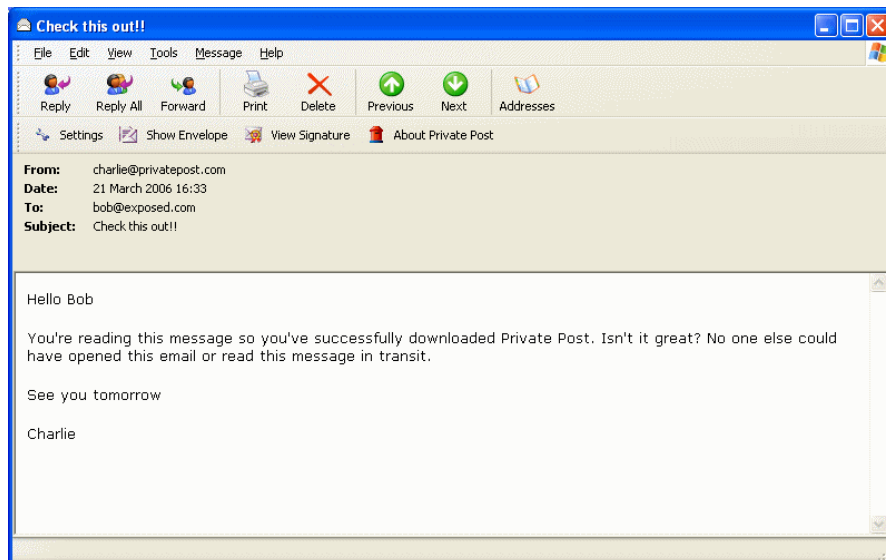 Check this out!!
File Edit View Tools Message Help
Reply Reply All Forward Print Delete Previous Next Addresses
Settings Show Envelope View Signature About Private Post
From: charlie@privatepost.com
Date: 21 March 2006 16:33
To: bob@exposed.com
Subject: Check this out!!
Hello Bob
You're reading this message so you've successfully downloaded Private Post. Isn't it great? No one else could
have opened this email or read this message in transit.
See you tomorrow
Charlie